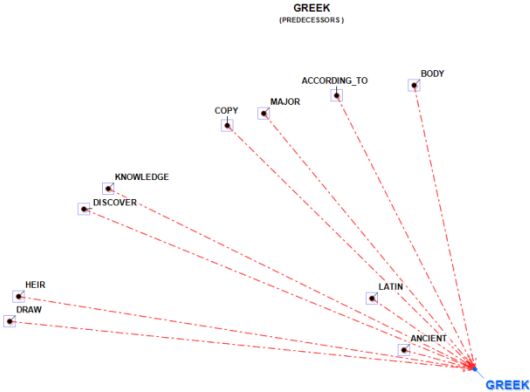 GREEK
(PREDECESSORS )
BODY
ACCORDING_TO
MAJOR
COPY
KNOWLEDGE
DISCOVER
HEIR
LATIN
DRAW
ANCIENT
GREEK